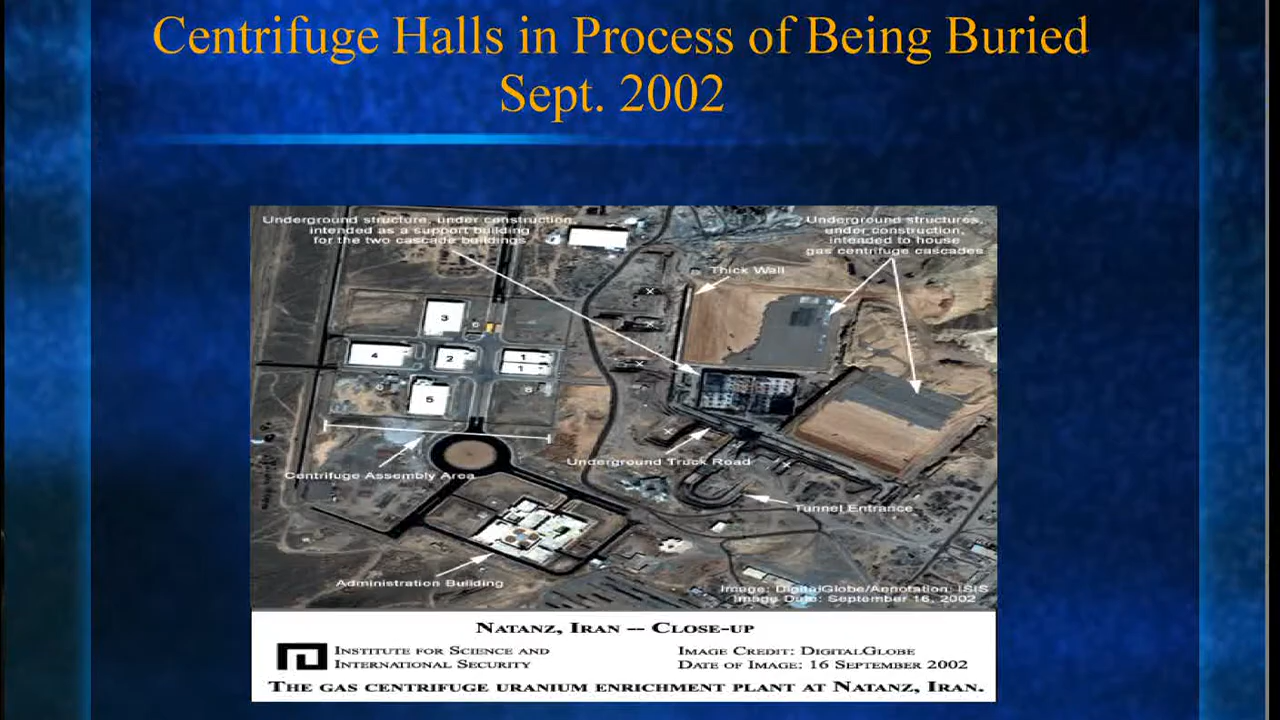 Centrifuge Halls in Process of Being Buried
Sept. 2002
Underground structure, under construction,
intended as a support building
for the two cascade buildings
Underground structures,
under construction,
intended to house
gas centrifuge cascades
Thick Wall
3
6
4
2
1
1
5
6
8
Underground Truck Road
Centrifuge Assembly Area
Tunnel Entrance
Administration Building
Image: DigitalGlobe/Annotation: ISIS
Image Date: September 16, 2002
Natanz, Iran -- Close-up
Institute for Science and
International Security
Image Credit: DigitalGlobe
Date of Image: 16 September 2002
The gas centrifuge uranium enrichment plant at Natanz, Iran.